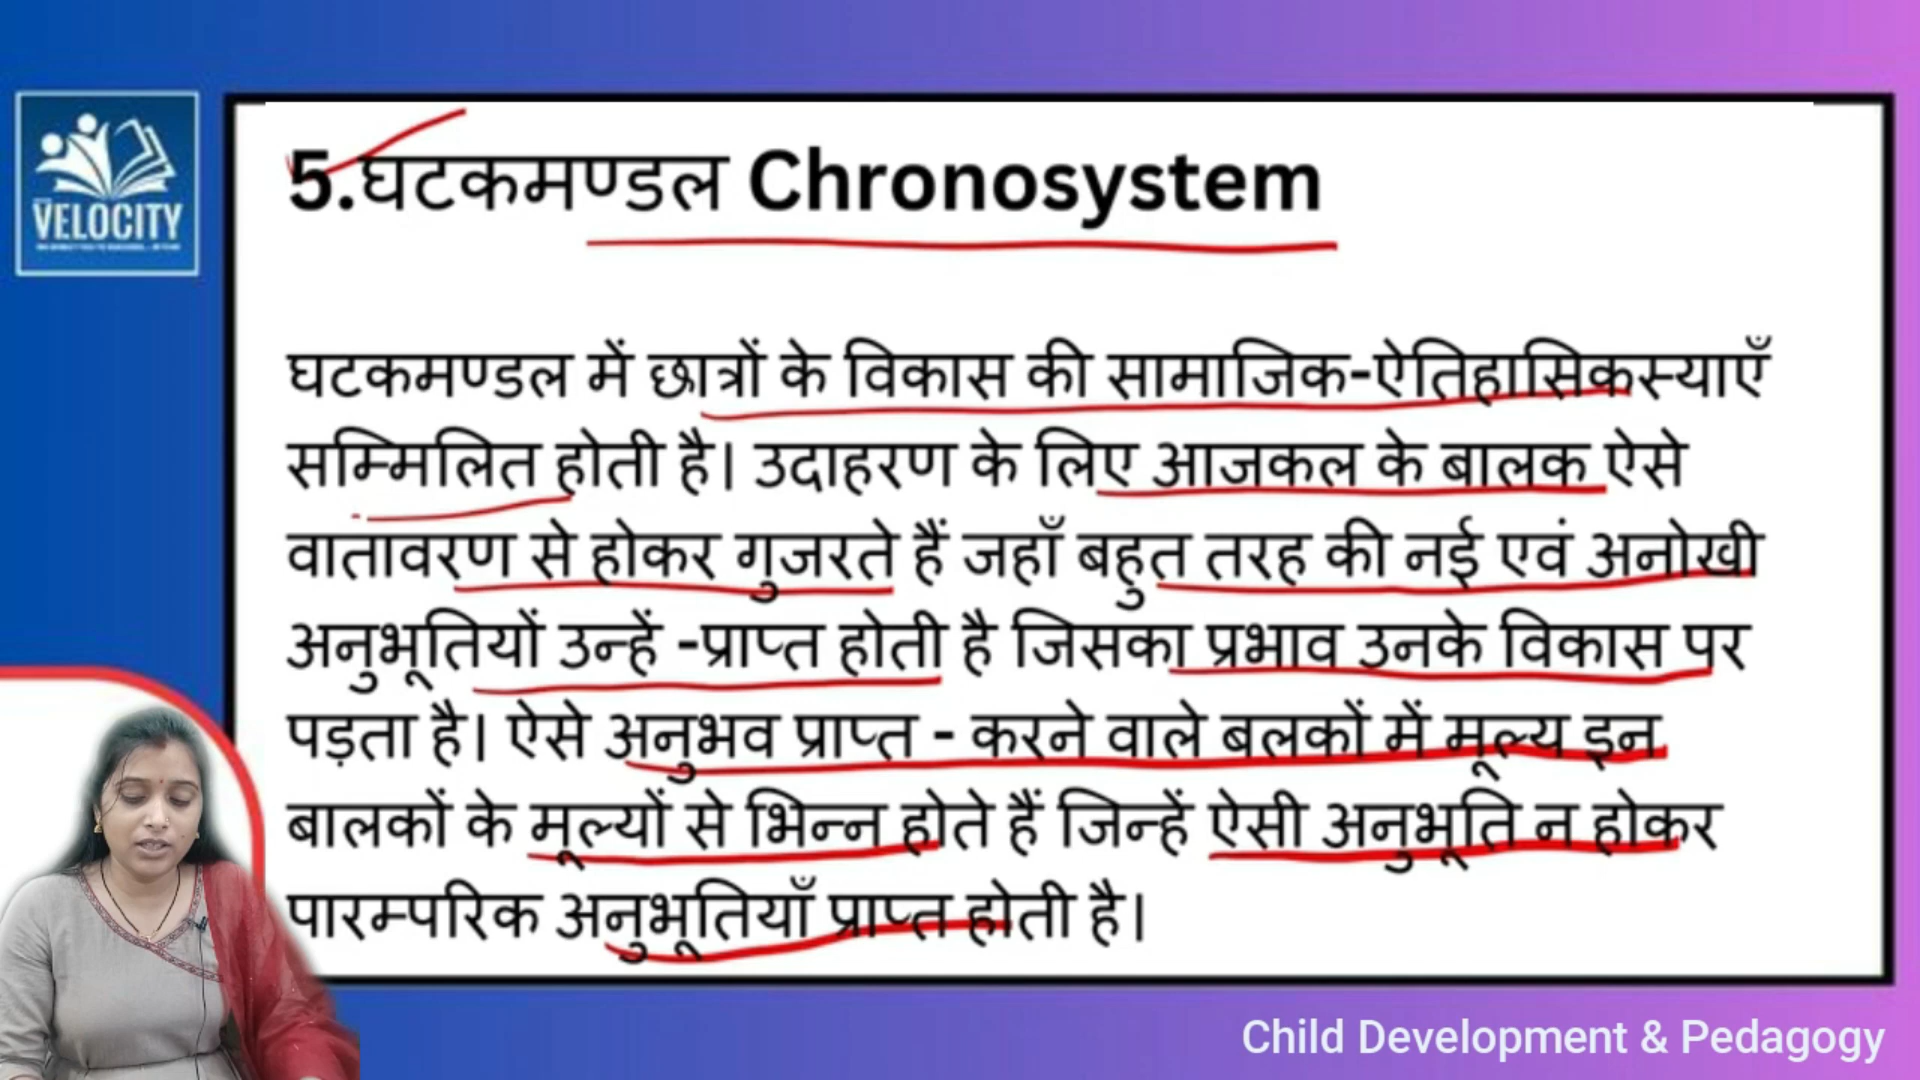 VELOCITY
5.घटकमण्डल Chronosystem
घटकमण्डल में छात्रों के विकास की सामाजिक-ऐतिहासिकस्याएँ
सम्मिलित होती है। उदाहरण के लिए आजकल के बालक ऐसे
वातावरण से होकर गुजरते हैं जहाँ बहुत तरह की नई एवं अनोखी
अनुभूतियों उन्हें -प्राप्त होती है जिसका प्रभाव उनके विकास पर
पड़ता है। ऐसे अनुभव प्राप्त - करने वाले बलकों में मूल्य इन
बालकों के मूल्यों से भिन्न होते हैं जिन्हें ऐसी अनुभूति न होकर
पारम्परिक अनुभूतियाँ प्राप्त होती है।
Child Development & Pedagogy